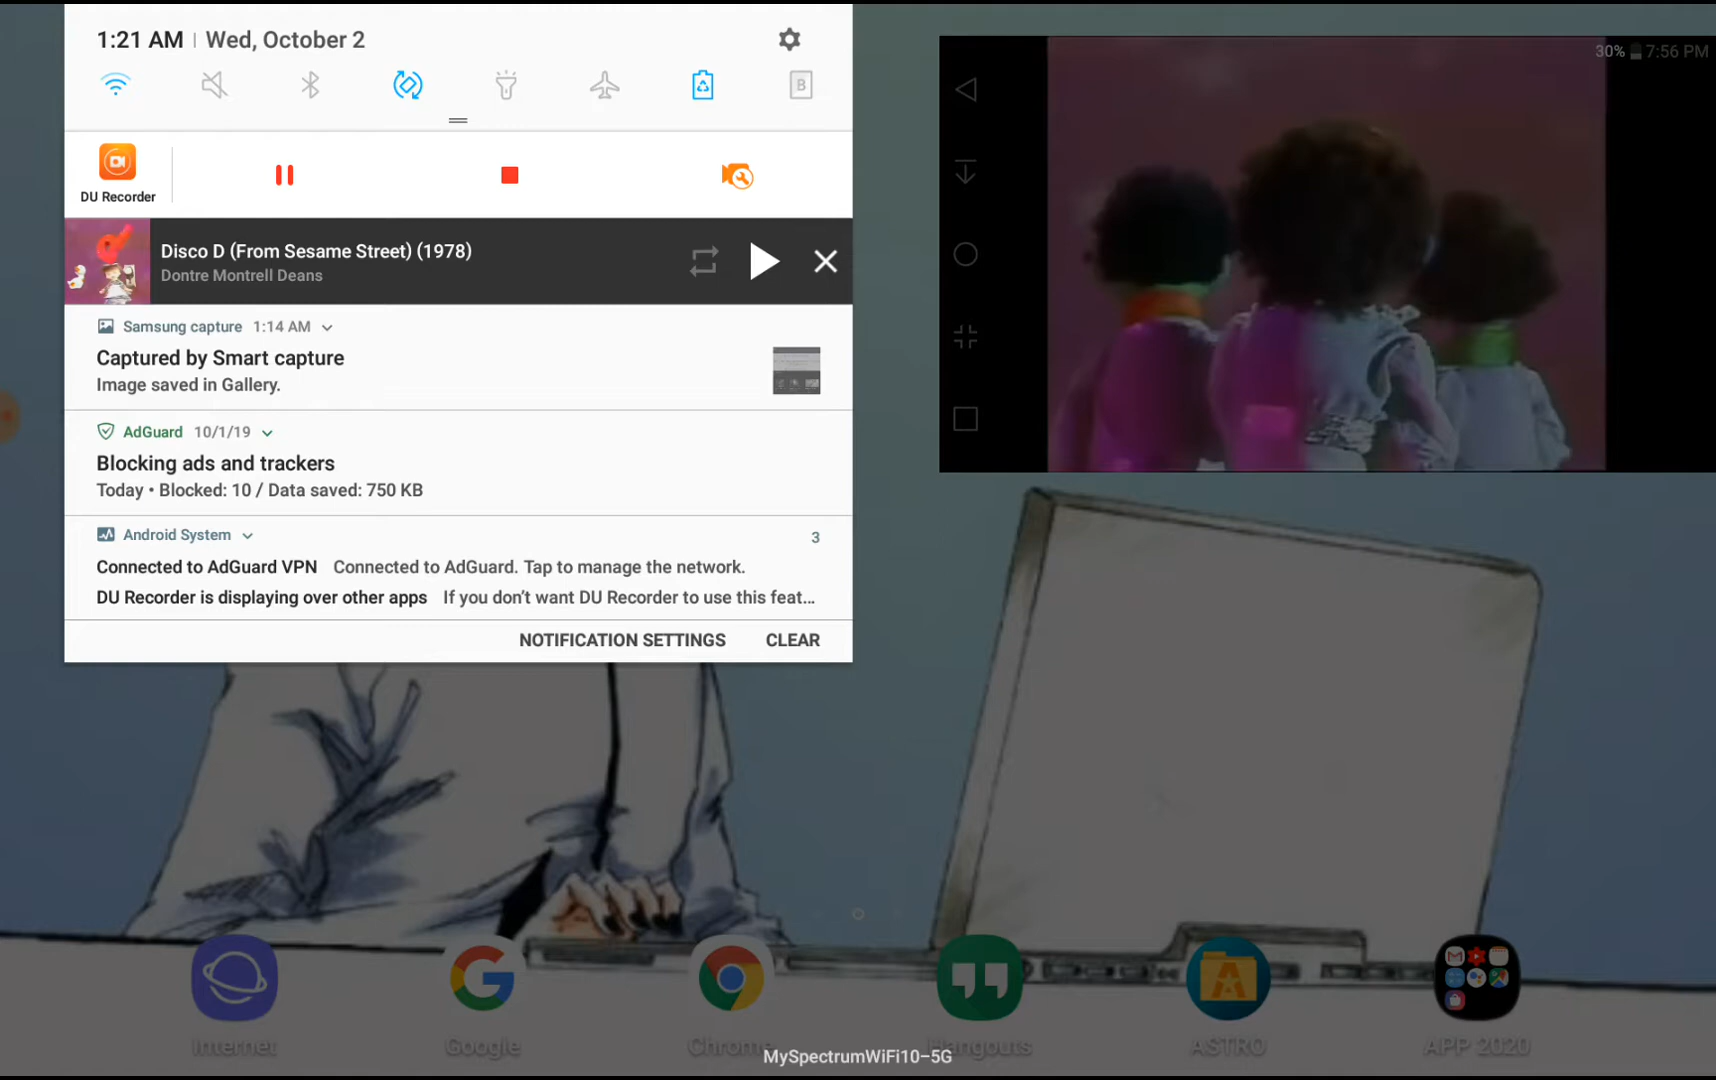 1:21 AM | Wed, October 2
B
DU Recorder
Disco D (From Sesame Street) (1978)
Dontre Montrell Deans
Samsung capture 1:14 AM
Captured by Smart capture
Image saved in Gallery.
AdGuard 10/1/19
Blocking ads and trackers
Today • Blocked: 10 / Data saved: 750 KB
Android System
3
Connected to AdGuard VPN Connected to AdGuard. Tap to manage the network.
DU Recorder is displaying over other apps If you don't want DU Recorder to use this feat...
NOTIFICATION SETTINGS CLEAR
30% 7:56 PM
Internet
Google
Chrome
Hangouts
ASTRO
APP 2020
MySpectrumWiFi10-5G